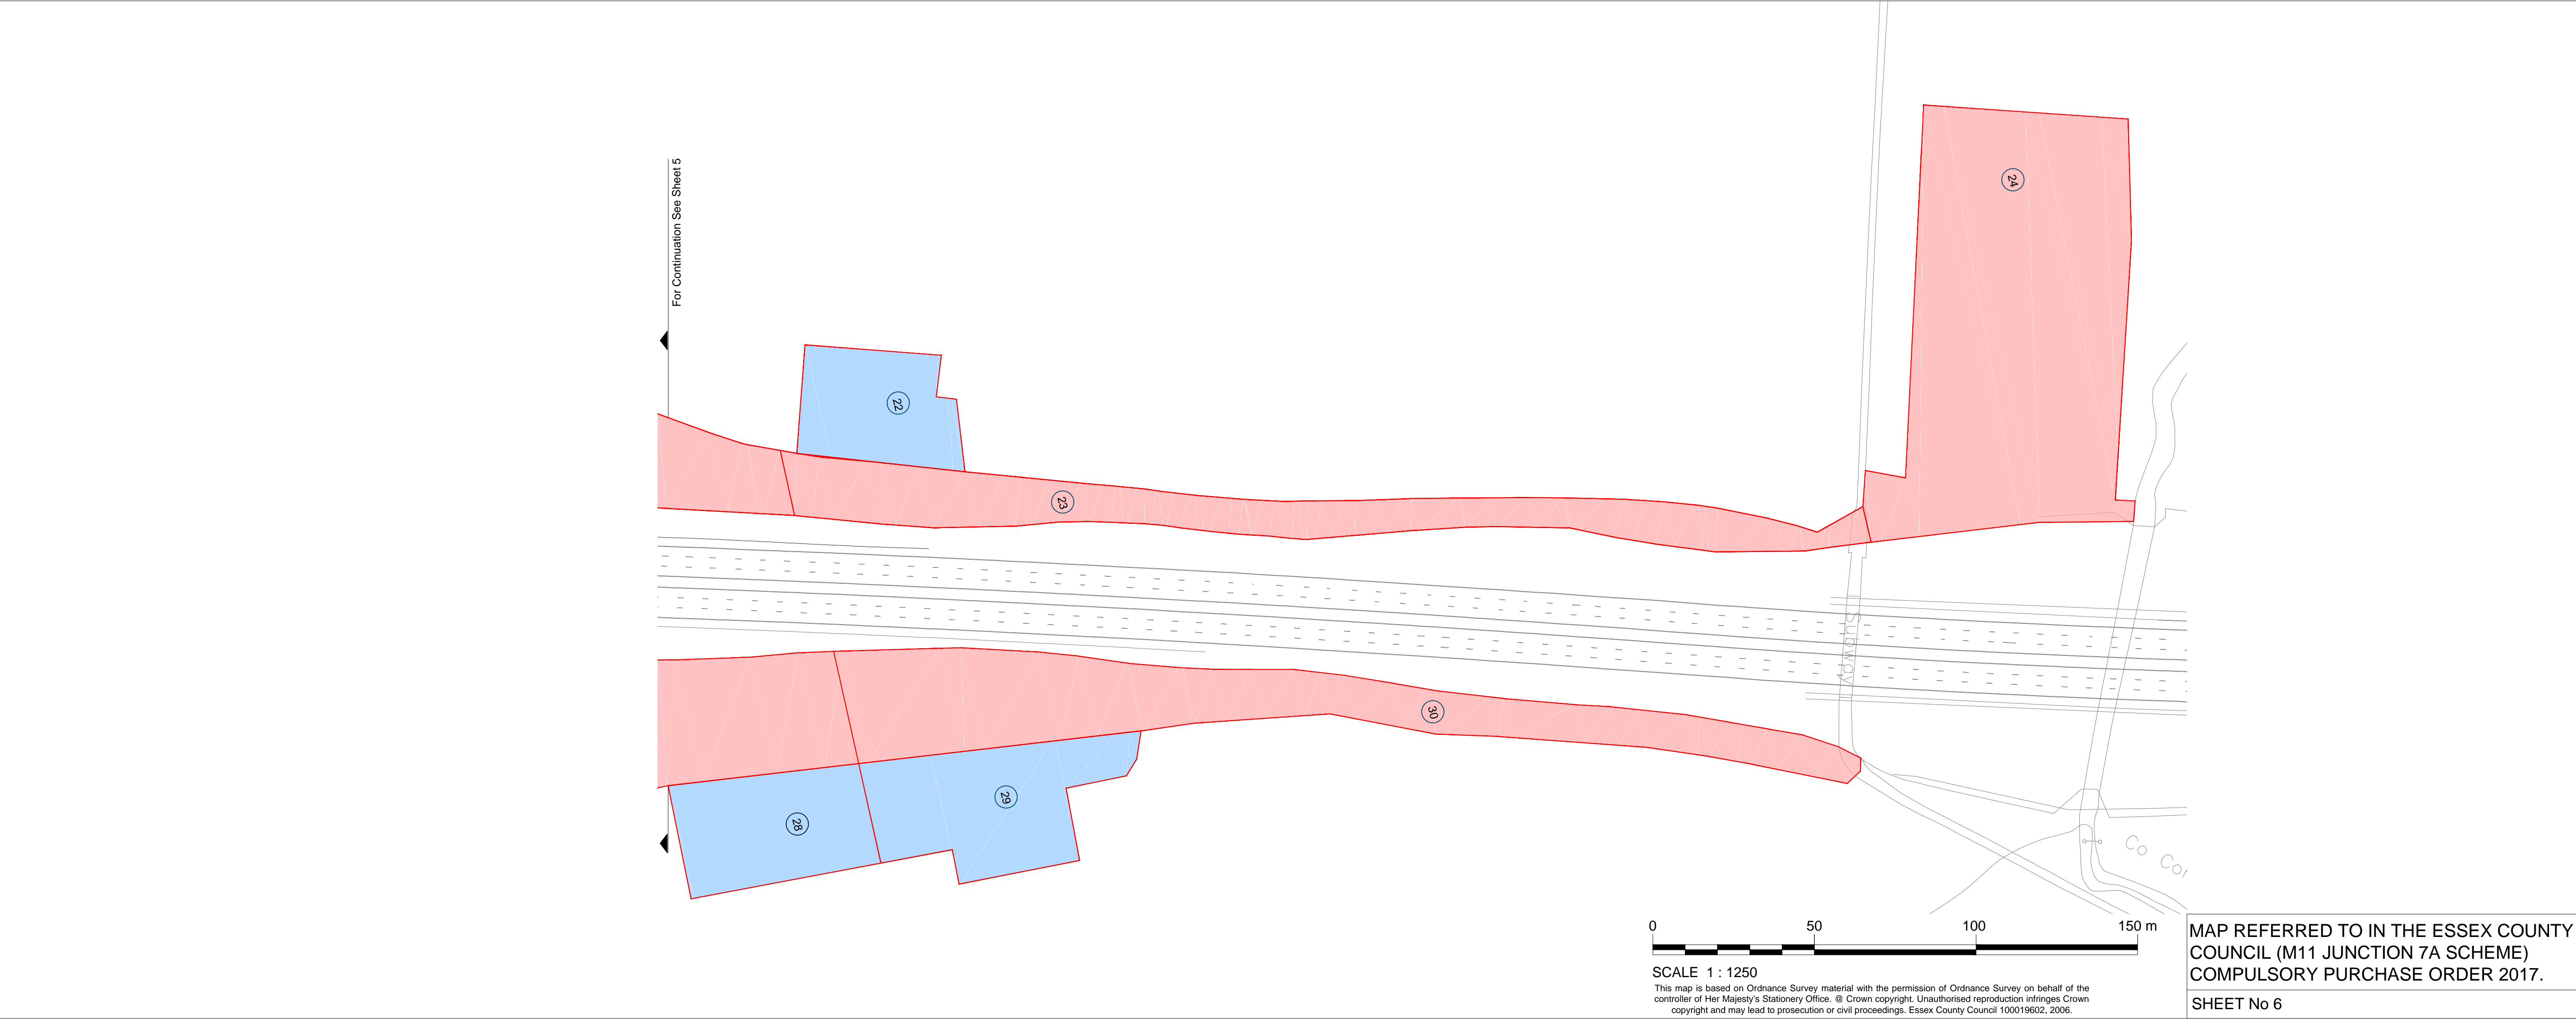 For Continuation See Sheet 5
24
22
23
30
29
28
Subway
0 50 100 150 m
SCALE 1 : 1250
This map is based on Ordnance Survey material with the permission of Ordnance Survey on behalf of the
controller of Her Majesty's Stationery Office. @ Crown copyright. Unauthorised reproduction infringes Crown
copyright and may lead to prosecution or civil proceedings. Essex County Council 100019602, 2006.
MAP REFERRED TO IN THE ESSEX COUNTY
COUNCIL (M11 JUNCTION 7A SCHEME)
COMPULSORY PURCHASE ORDER 2017.
SHEET No 6